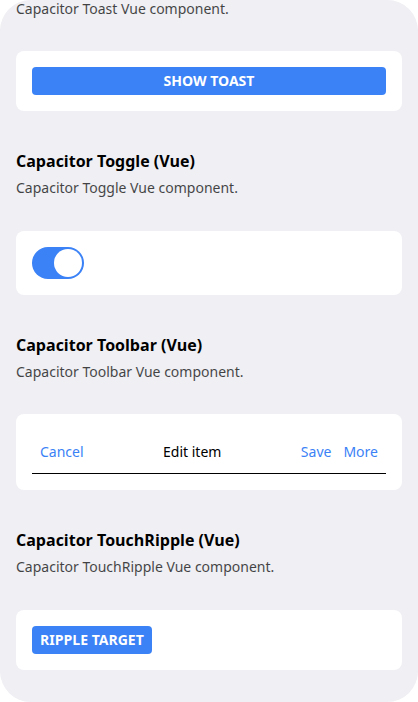 Capacitor Toast Vue component.
SHOW TOAST
Capacitor Toggle (Vue)
Capacitor Toggle Vue component.
Capacitor Toolbar (Vue)
Capacitor Toolbar Vue component.
Cancel Edit item Save More
Capacitor TouchRipple (Vue)
Capacitor TouchRipple Vue component.
RIPPLE TARGET